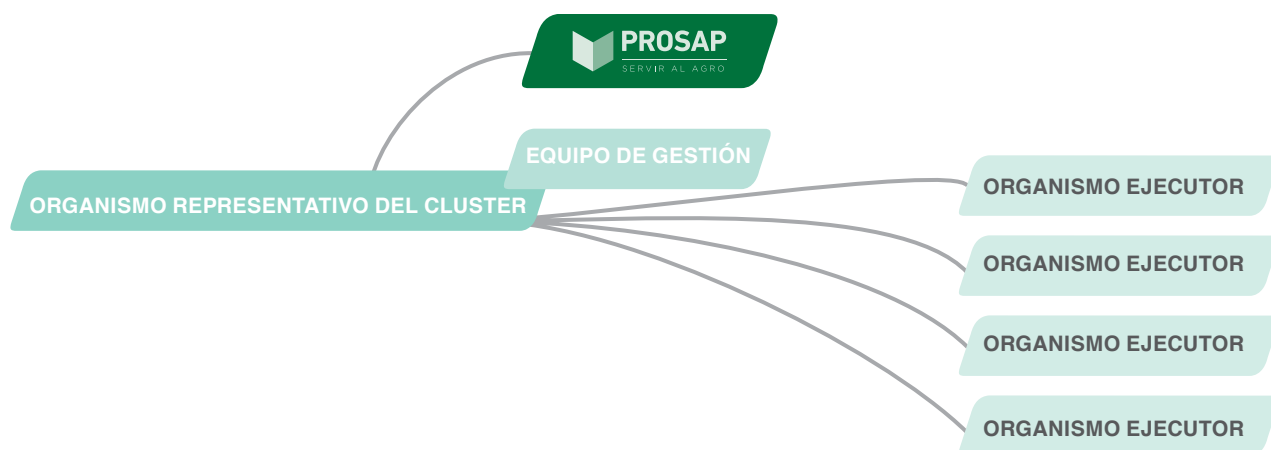 PROSAP
SERVIR AL AGRO
EQUIPO DE GESTIÓN
ORGANISMO REPRESENTATIVO DEL CLUSTER
ORGANISMO EJECUTOR
ORGANISMO EJECUTOR
ORGANISMO EJECUTOR
ORGANISMO EJECUTOR